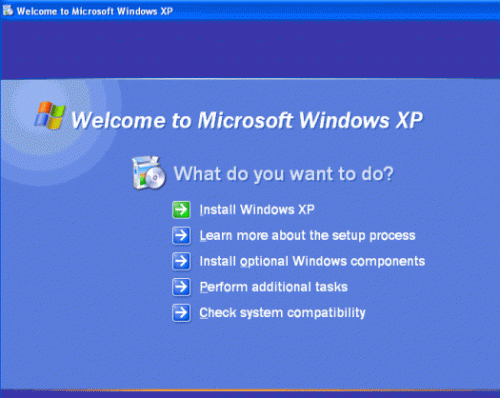 Welcome to Microsoft Windows XP
Welcome to Microsoft Windows XP
What do you want to do?
Install Windows XP
Learn more about the setup process
Install optional Windows components
Perform additional tasks
Check system compatibility